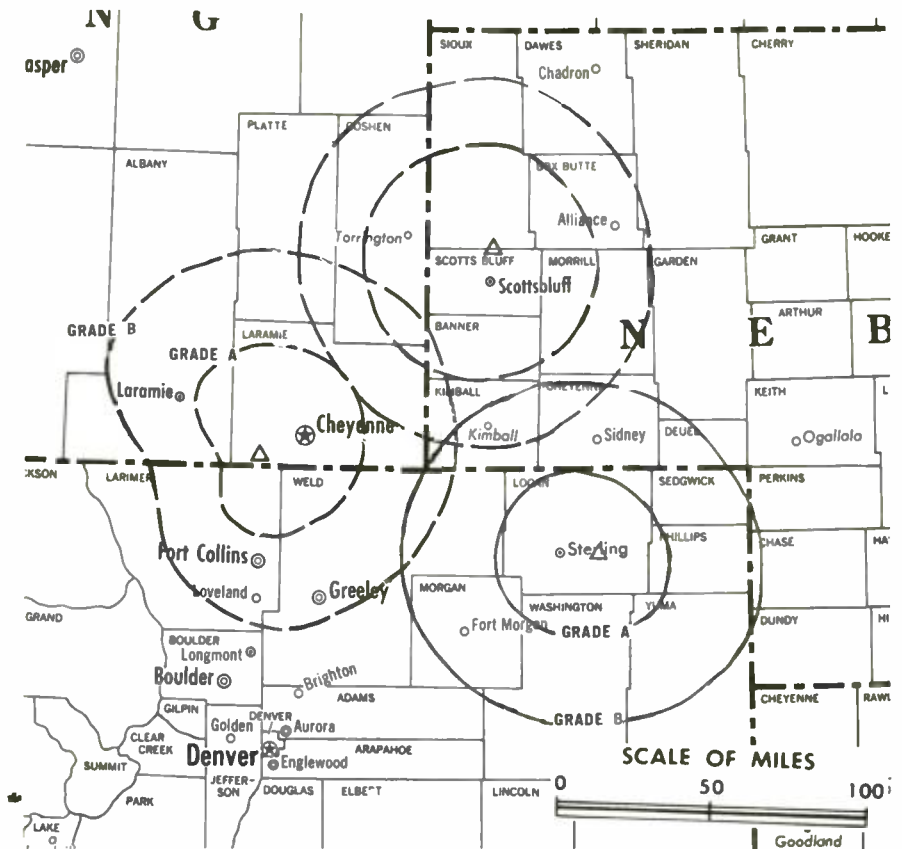 N G
asper
SIOUX DAWES SHERIDAN CHERRY
Chadron
PLATTE GOSHEN
ALBANY BOX BUTTE
Alliance
Torrington
GRANT HOOKE
SCOTTS BLUFF MORRILL GARDEN
Scottsbluff
ARTHUR
BANNER N E B
GRADE B
LARAMIE
GRADE A
KIMBALL CHEYENNE KEITH L
Laramie
Cheyenne
Kimball Sidney DEUEL Ogallala
CKSON LARIMER WELD LOGAN SEDGWICK PERKINS
PHILLIPS CHASE HA
Fort Collins Sterling
Loveland Greeley MORGAN
WASHINGTON YUMA
GRAND Fort Morgan GRADE A DUNDY HI
BOULDER
Longmont
Boulder
Brighton
ADAMS CHEYENNE RAWL
GILPIN
Golden DENVER Aurora GRADE B
CLEAR CREEK
Denver ARAPAHOE
SCALE OF MILES
SUMMIT Englewood
JEFFER-
SON DOUGLAS ELBERT LINCOLN 0 50 100
PARK
LAKE
Goodland